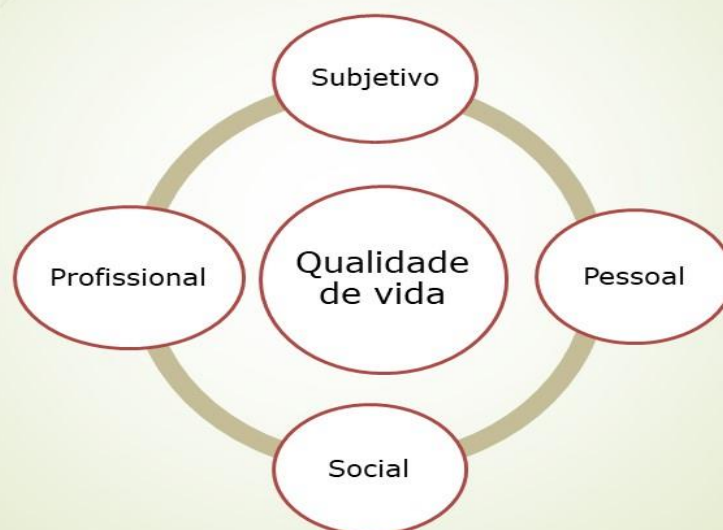 Subjetivo
Profissional
Qualidade
de vida
Pessoal
Social